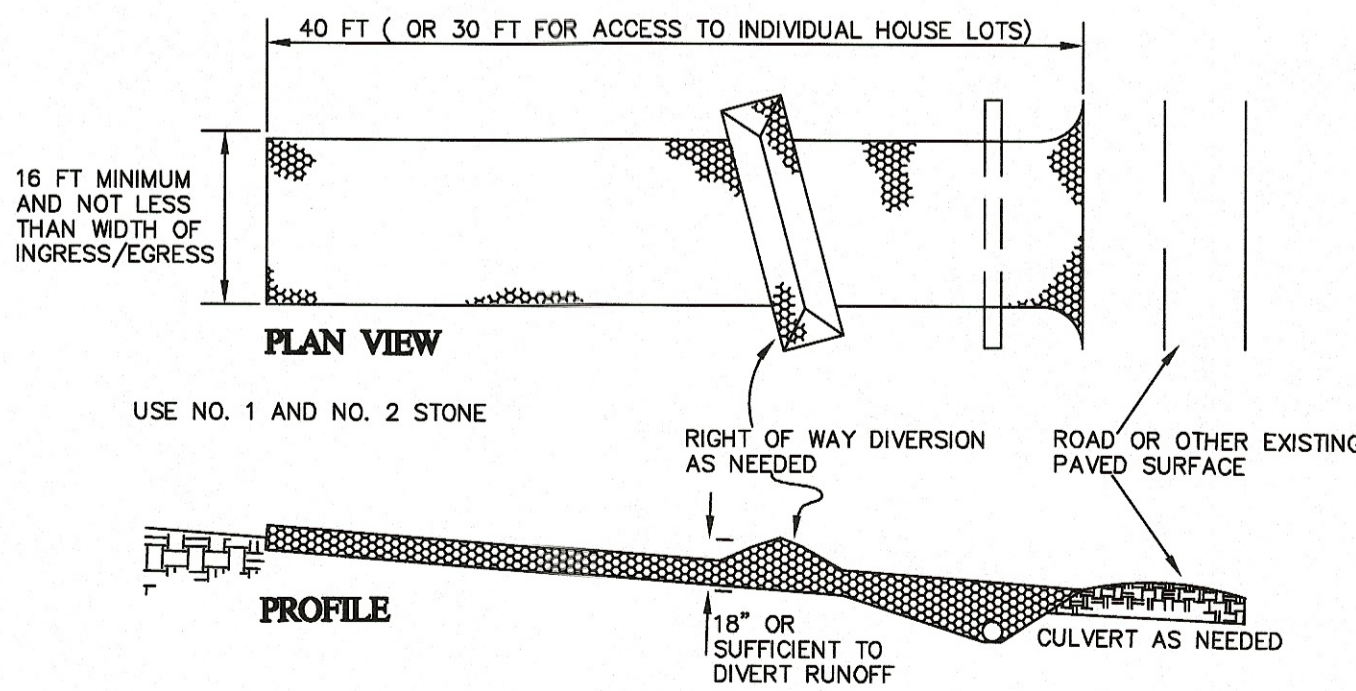 40 FT ( OR 30 FT FOR ACCESS TO INDIVIDUAL HOUSE LOTS)
16 FT MINIMUM
AND NOT LESS
THAN WIDTH OF
INGRESS/EGRESS
PLAN VIEW
USE NO. 1 AND NO. 2 STONE
RIGHT OF WAY DIVERSION
AS NEEDED
ROAD OR OTHER EXISTING
PAVED SURFACE
PROFILE
18" OR
SUFFICIENT TO
DIVERT RUNOFF
CULVERT AS NEEDED